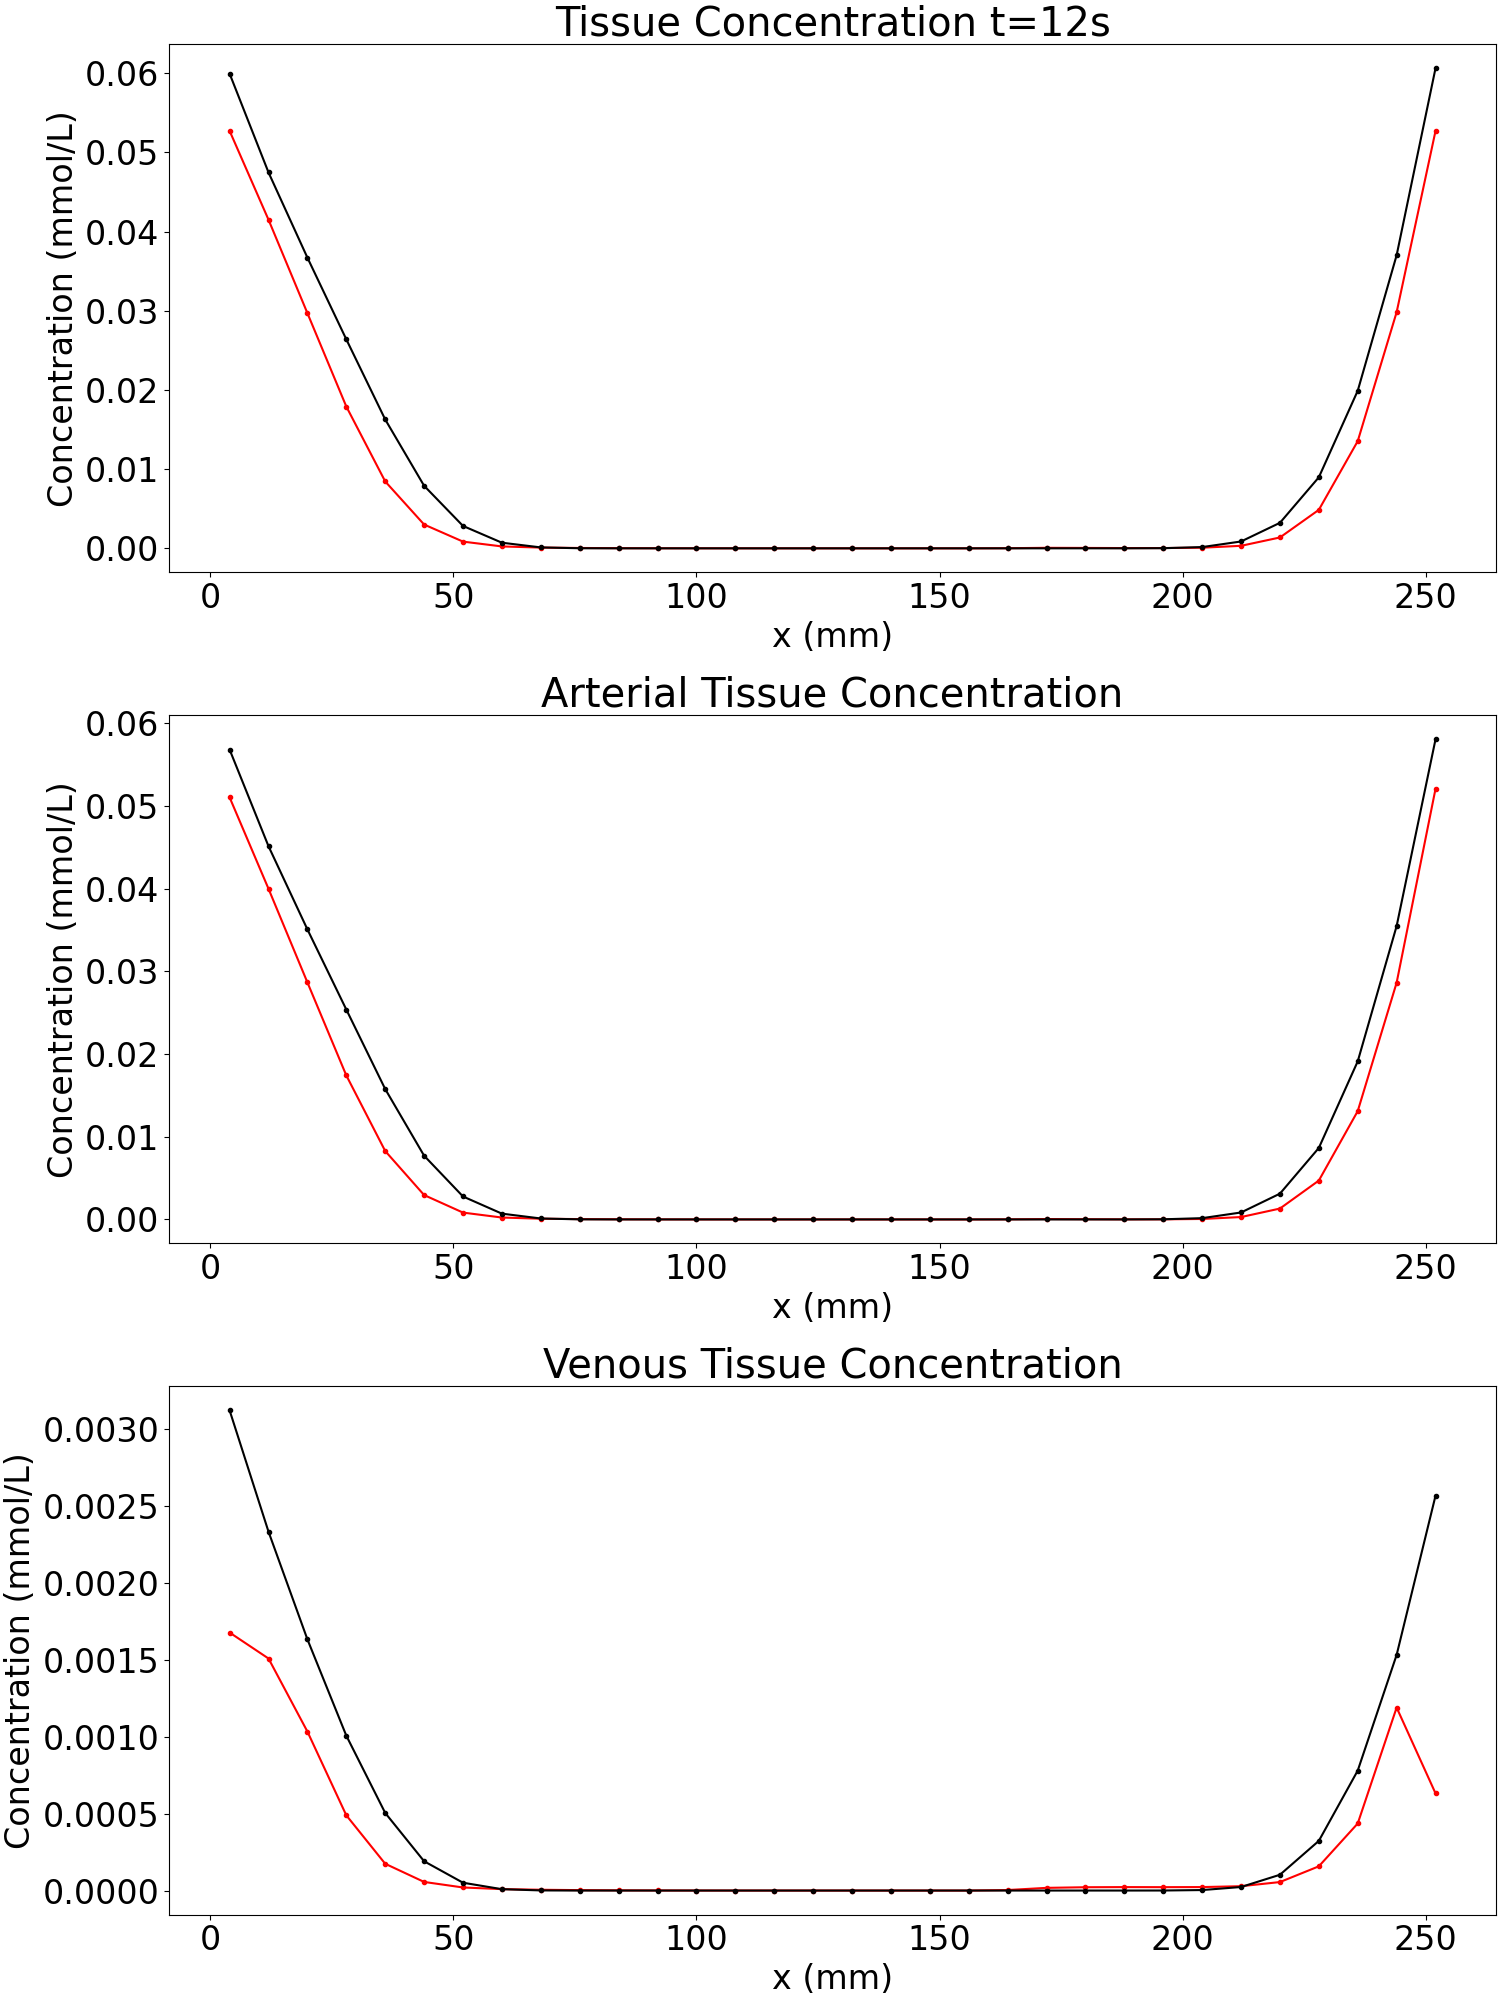 Tissue Concentration t=12s
Concentration (mmol/L)
0.06
0.05
0.04
0.03
0.02
0.01
0.00
0 50 100 150 200 250
x (mm)
Arterial Tissue Concentration
Concentration (mmol/L)
0.06
0.05
0.04
0.03
0.02
0.01
0.00
0 50 100 150 200 250
x (mm)
Venous Tissue Concentration
Concentration (mmol/L)
0.0030
0.0025
0.0020
0.0015
0.0010
0.0005
0.0000
0 50 100 150 200 250
x (mm)